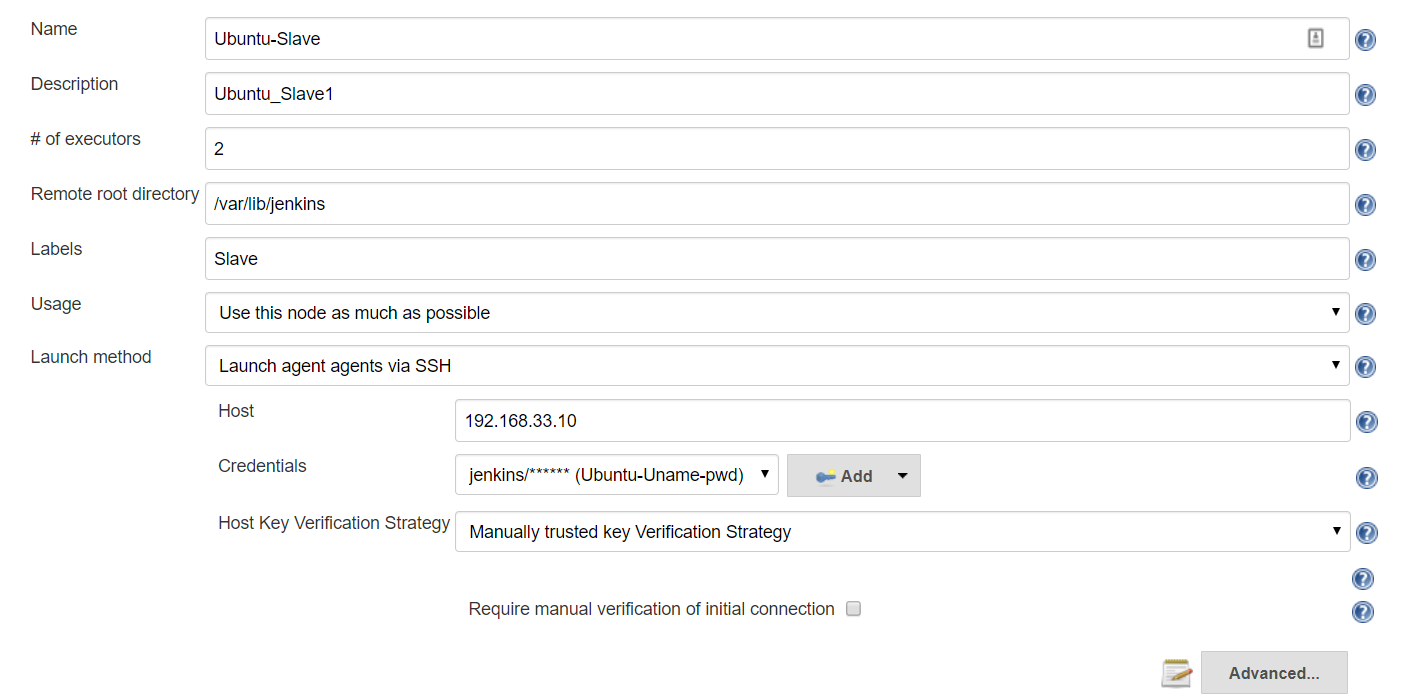 Name
Ubuntu-Slave
Description
Ubuntu_Slave1
# of executors
2
Remote root directory
/var/lib/jenkins
Labels
Slave
Usage
Use this node as much as possible
Launch method
Launch agent agents via SSH
Host
192.168.33.10
Credentials
jenkins/****** (Ubuntu-Uname-pwd)
Add
Host Key Verification Strategy
Manually trusted key Verification Strategy
Require manual verification of initial connection
Advanced...